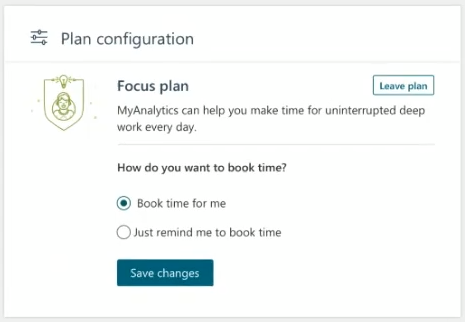 Plan configuration
Focus plan
Leave plan
MyAnalytics can help you make time for uninterrupted deep
work every day.
How do you want to book time?
Book time for me
Just remind me to book time
Save changes